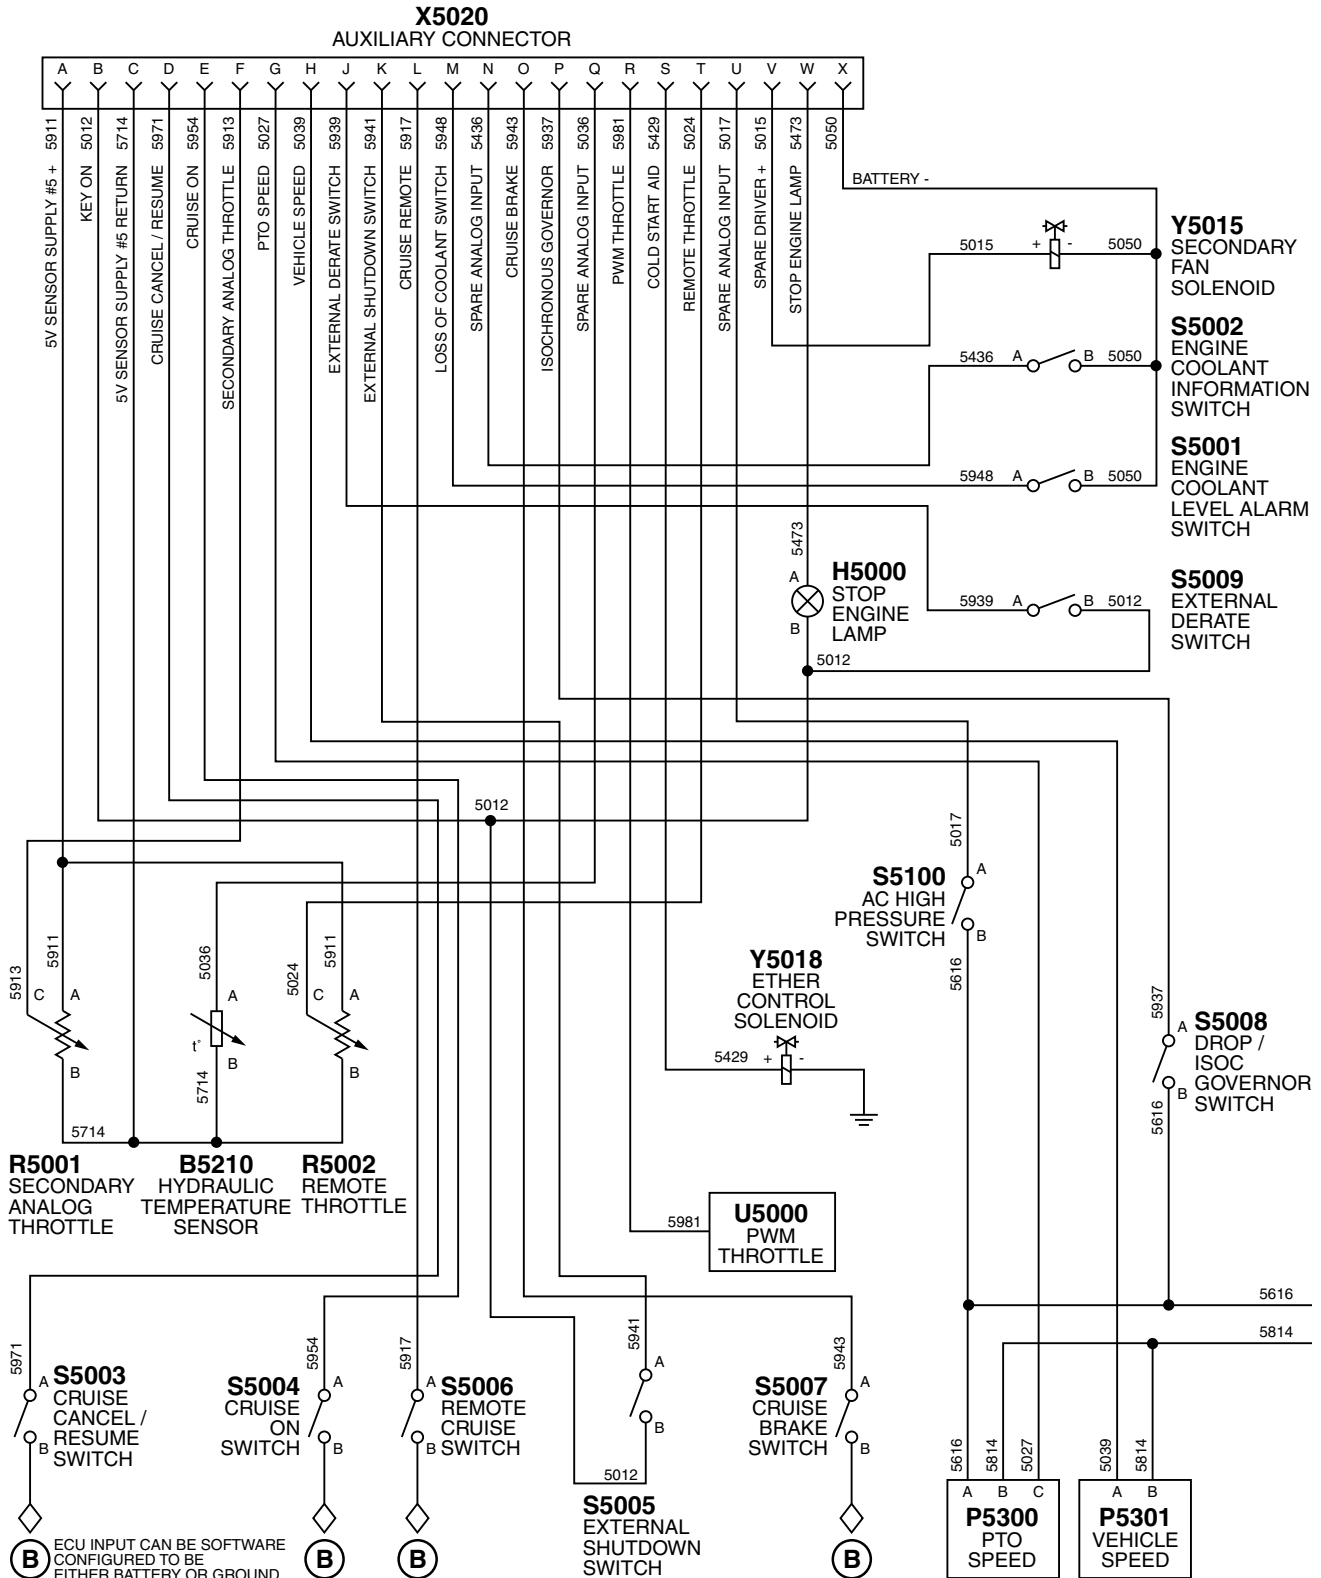 X5020
AUXILIARY CONNECTOR
A B C D E F G H J K L M N O P Q R S T U V W X
5V SENSOR SUPPLY #5 + 5911
KEY ON 5012
5V SENSOR SUPPLY #5 RETURN 5714
CRUISE CANCEL / RESUME 5971
CRUISE ON 5954
SECONDARY ANALOG THROTTLE 5913
PTO SPEED 5027
VEHICLE SPEED 5039
EXTERNAL DERATE SWITCH 5939
EXTERNAL SHUTDOWN SWITCH 5941
CRUISE REMOTE 5917
LOSS OF COOLANT SWITCH 5948
SPARE ANALOG INPUT 5436
CRUISE BRAKE 5943
ISOCHRONOUS GOVERNOR 5937
SPARE ANALOG INPUT 5036
PWM THROTTLE 5981
COLD START AID 5429
REMOTE THROTTLE 5024
SPARE ANALOG INPUT 5017
SPARE DRIVER + 5015
STOP ENGINE LAMP 5473
5050
BATTERY -
5015 + - 5050
Y5015
SECONDARY
FAN
SOLENOID
5436 A B 5050
S5002
ENGINE
COOLANT
INFORMATION
SWITCH
5948 A B 5050
S5001
ENGINE
COOLANT
LEVEL ALARM
SWITCH
5473
A
B
H5000
STOP
ENGINE
LAMP
5939 A B 5012
S5009
EXTERNAL
DERATE
SWITCH
5012
5012
5017
A
B
5616
S5100
AC HIGH
PRESSURE
SWITCH
5913
C
5911
A
B
5036
A
t°
B
5714
5024
C
5911
A
B
5714
R5001
SECONDARY
ANALOG
THROTTLE
B5210
HYDRAULIC
TEMPERATURE
SENSOR
R5002
REMOTE
THROTTLE
Y5018
ETHER
CONTROL
SOLENOID
5429 + -
5937
A
B
5616
S5008
DROP /
ISOC
GOVERNOR
SWITCH
5981
U5000
PWM
THROTTLE
5616
5814
5971
A
B
S5003
CRUISE
CANCEL /
RESUME
SWITCH
5954
A
B
S5004
CRUISE
ON
SWITCH
5917
A
B
S5006
REMOTE
CRUISE
SWITCH
5941
A
B
5012
S5005
EXTERNAL
SHUTDOWN
SWITCH
5943
A
B
S5007
CRUISE
BRAKE
SWITCH
5616 5814 5027
A B C
P5300
PTO
SPEED
5039 5814
A B
P5301
VEHICLE
SPEED
B
ECU INPUT CAN BE SOFTWARE
CONFIGURED TO BE
EITHER BATTERY OR GROUND
B
B
B